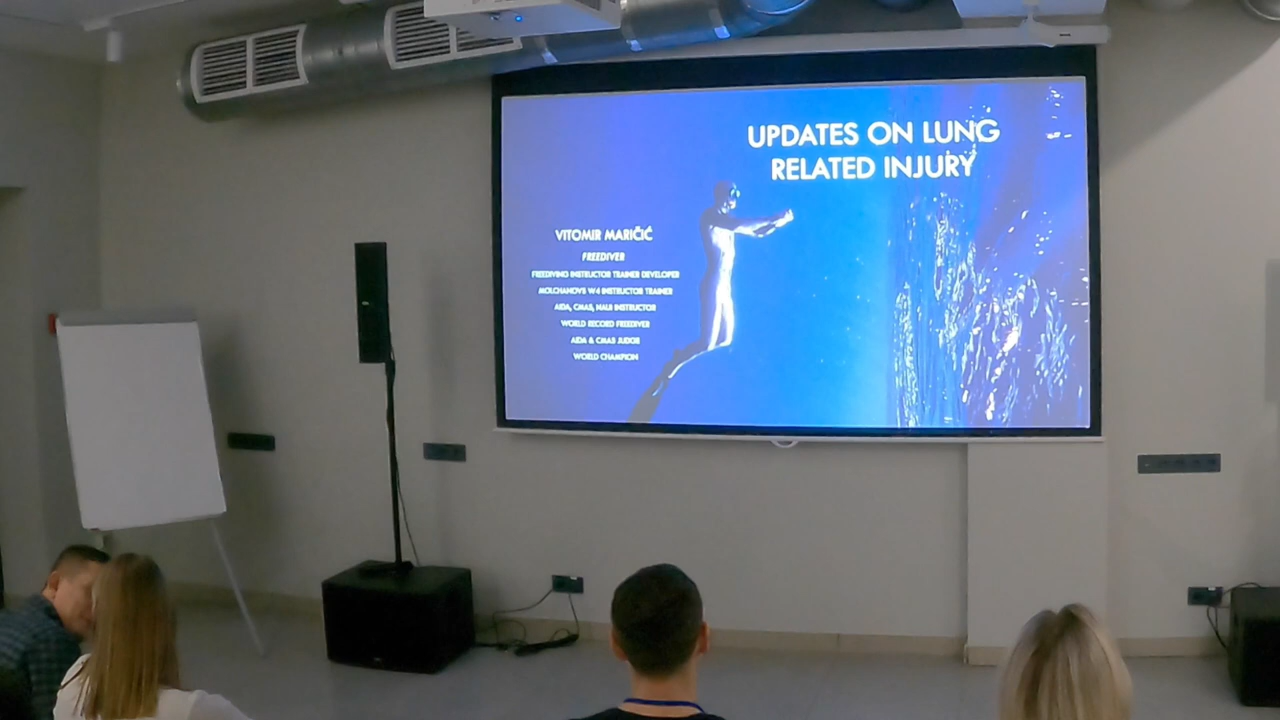 UPDATES ON LUNG
RELATED INJURY
VITOMIR MARIČIĆ
FREEDIVER
FREEDIVING INSTRUCTOR TRAINER DEVELOPER
MOLCHANOVS W4 INSTRUCTOR TRAINER
AIDA, CMAS, NALS INSTRUCTOR
WORLD RECORD FREEDIVER
AIDA & CMAS JUDGE
WORLD CHAMPION